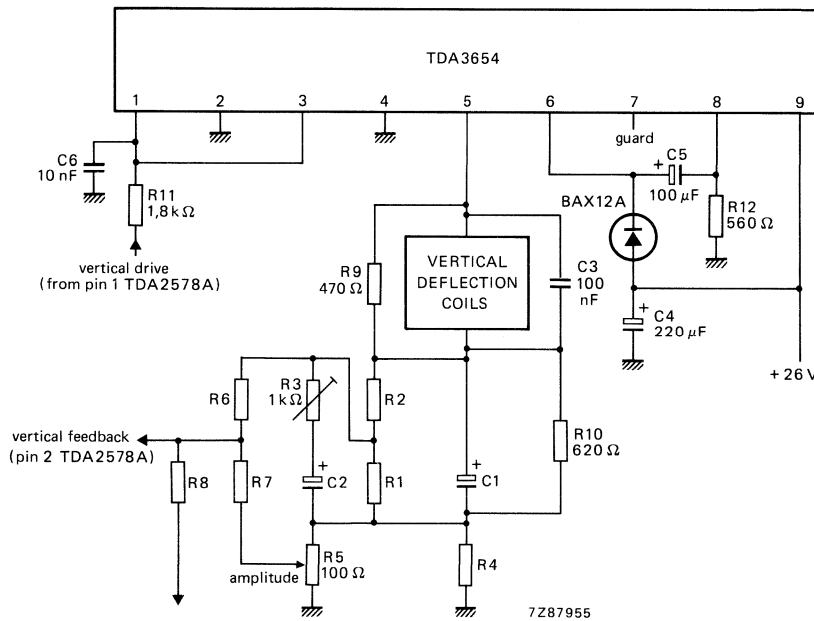 TDA3654
1 2 3 4 5 6 7 8 9
guard
C6
10 nF
R11
1,8 kΩ
vertical drive
(from pin 1 TDA2578A)
C5
+
100 μF
BAX12A
R12
560 Ω
R9
470 Ω
VERTICAL
DEFLECTION
COILS
C3
100
nF
+
C4
220 μF
+ 26 V
R6
R3
1 kΩ
R2
vertical feedback
(pin 2 TDA2578A)
R10
620 Ω
R8
R7
+
C2
R1
+
C1
amplitude
R5
100 Ω
R4
7Z87955